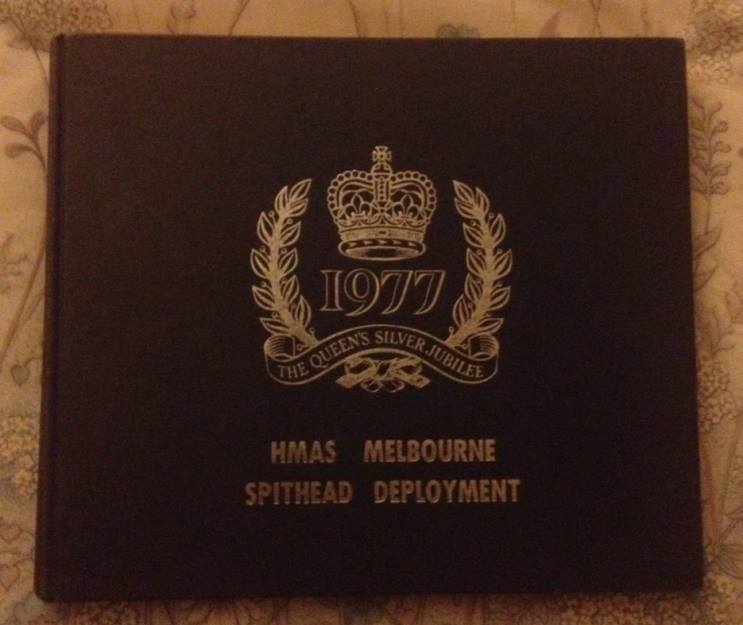 1977
THE QUEEN'S SILVER JUBILEE
HMAS MELBOURNE
SPITHEAD DEPLOYMENT